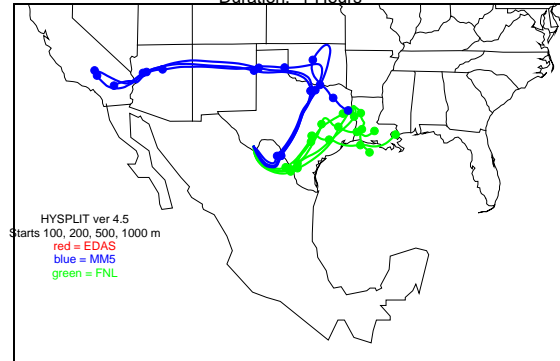 HYSPLIT ver 4.5
Starts 100, 200, 500, 1000 m
red = EDAS
blue = MM5
green = FNL